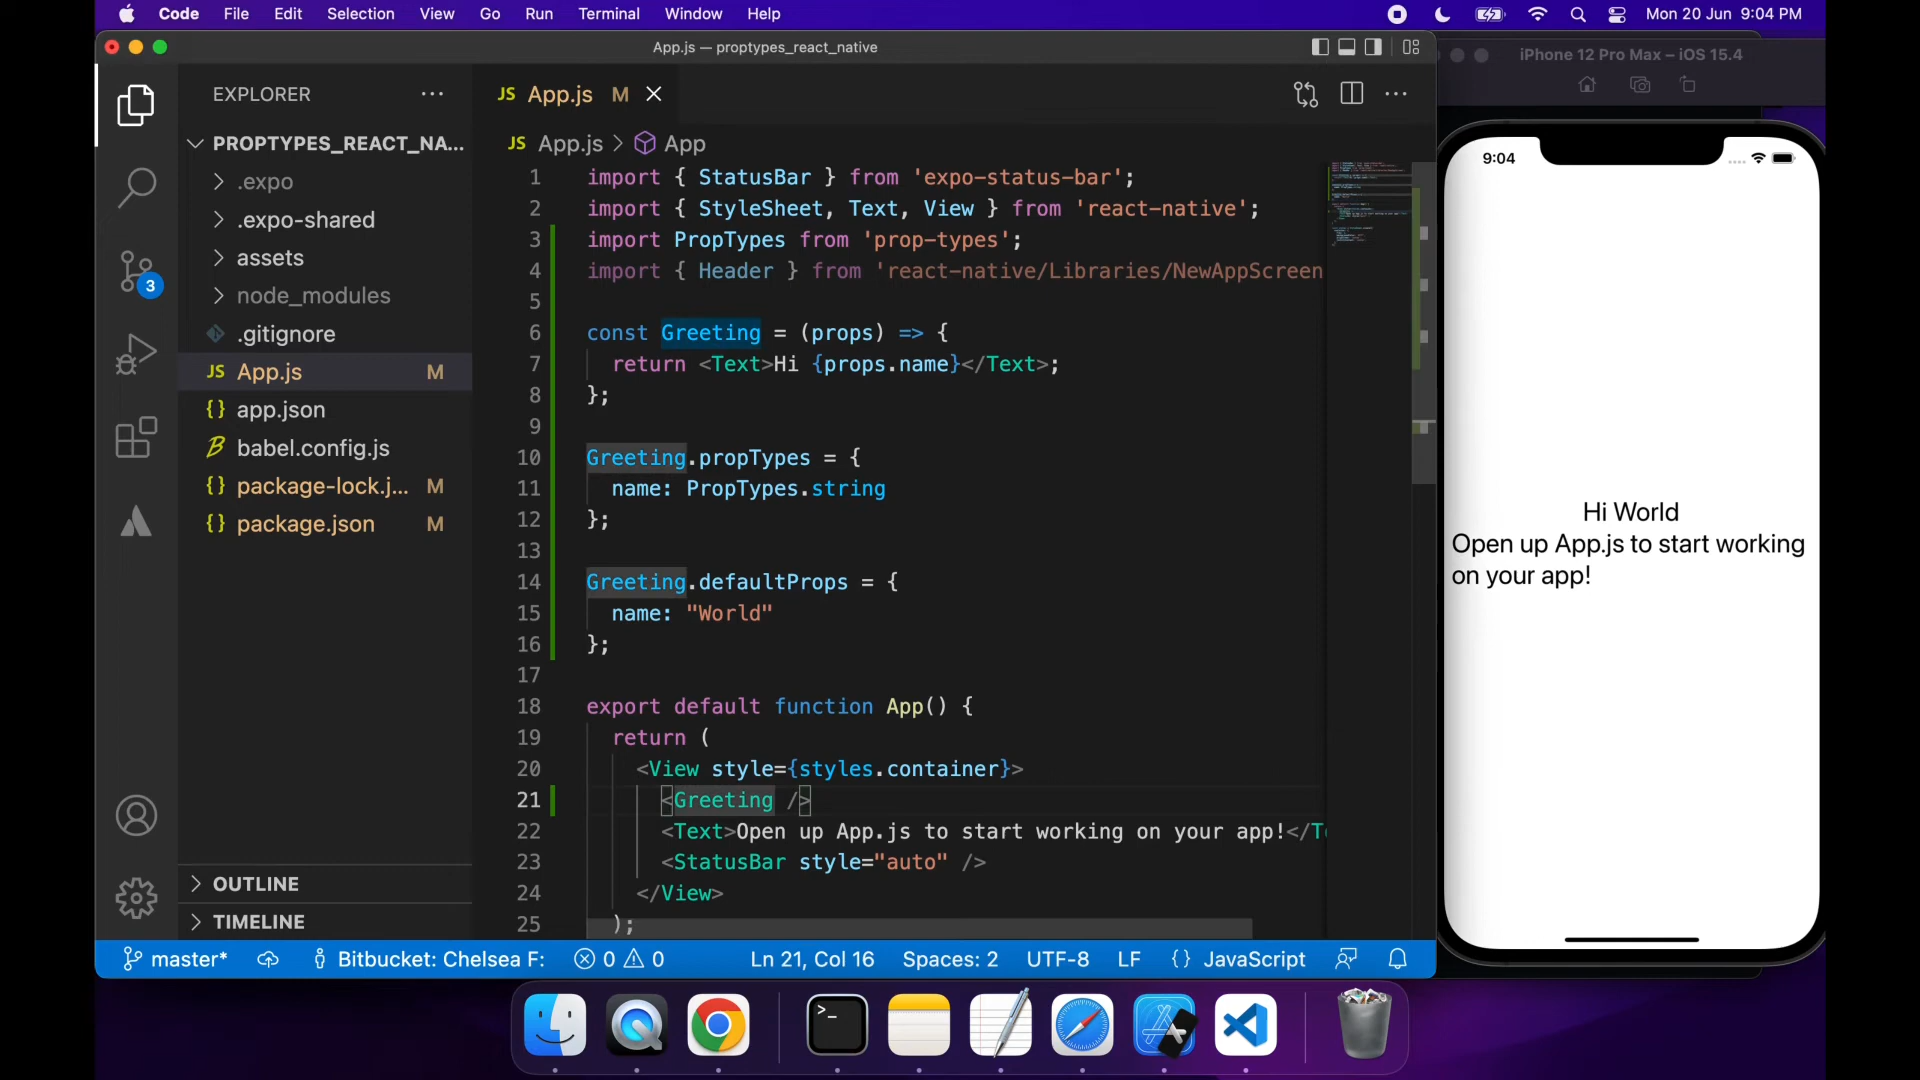 Code File Edit Selection View Go Run Terminal Window Help Mon 20 Jun 9:04 PM
App.js — proptypes_react_native
iPhone 12 Pro Max – iOS 15.4
EXPLORER
JS App.js M
PROPTYPES_REACT_NA...
JS App.js > App
.expo
.expo-shared
assets
node_modules
.gitignore
JS App.js M
{} app.json
babel.config.js
{} package-lock.j... M
{} package.json M
3
OUTLINE
TIMELINE
1 import { StatusBar } from 'expo-status-bar';
2 import { StyleSheet, Text, View } from 'react-native';
3 import PropTypes from 'prop-types';
4 import { Header } from 'react-native/Libraries/NewAppScreen
5
6 const Greeting = (props) => {
7 return <Text>Hi {props.name}</Text>;
8 };
9
10 Greeting.propTypes = {
11 name: PropTypes.string
12 };
13
14 Greeting.defaultProps = {
15 name: "World"
16 };
17
18 export default function App() {
19 return (
20 <View style={styles.container}>
21 <Greeting />
22 <Text>Open up App.js to start working on your app!</T
23 <StatusBar style="auto" />
24 </View>
25 );
9:04
Hi World
Open up App.js to start working
on your app!
master* Bitbucket: Chelsea F: 0 0 Ln 21, Col 16 Spaces: 2 UTF-8 LF {} JavaScript
>_